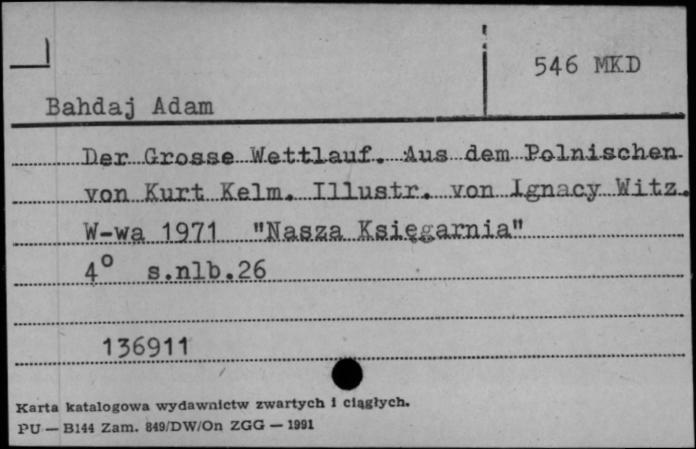 546 MKD
Bahdaj Adam
Der Grosse Wettlauf. Aus dem Polnischen
von Kurt Kelm. Illustr. von Ignacy Witz.
W-wa 1971 "Nasza Księgarnia"
4° s.nlb.26
136911
Karta katalogowa wydawnictw zwartych i ciągłych.
PU — B144 Zam. 849/DW/On ZGG — 1991